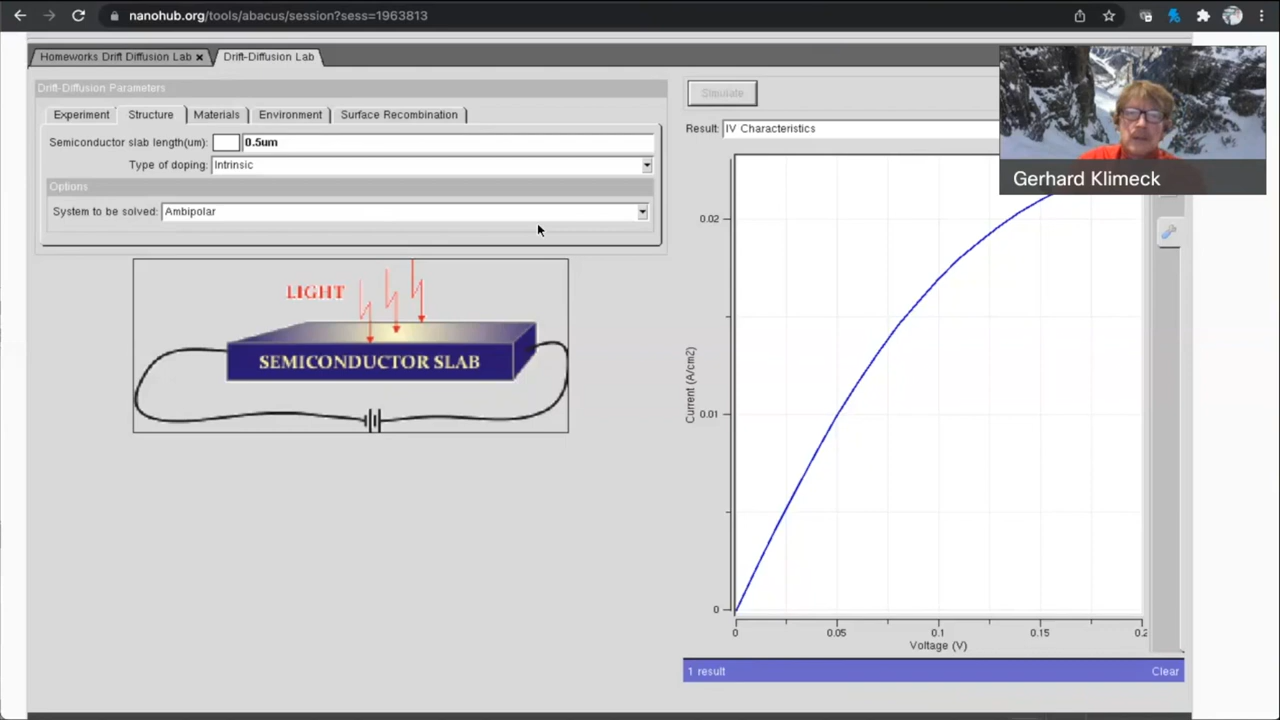 nanohub.org/tools/abacus/session?sess=1963813
Homeworks Drift Diffusion Lab
Drift-Diffusion Lab
Drift-Diffusion Parameters
Experiment
Structure
Materials
Environment
Surface Recombination
Semiconductor slab length(um): 0.5um
Type of doping: Intrinsic
Options
System to be solved: Ambipolar
LIGHT
SEMICONDUCTOR SLAB
Simulate
Result: IV Characteristics
Gerhard Klimeck
0.02
0.01
0
Current (A/cm2)
0 0.05 0.1 0.15 0.2
Voltage (V)
1 result Clear